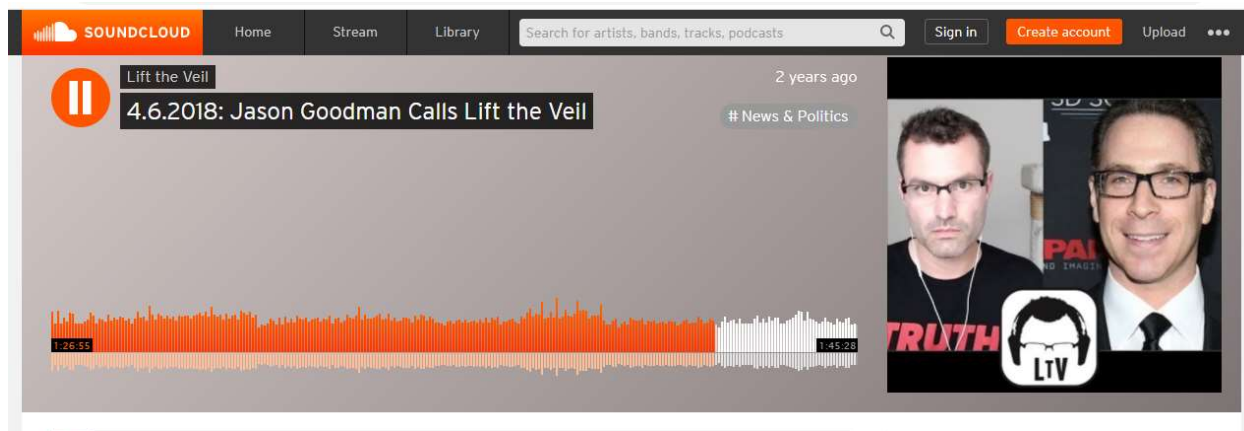 SOUNDCLOUD Home Stream Library Search for artists, bands, tracks, podcasts Sign in Create account Upload
Lift the Veil 2 years ago
4.6.2018: Jason Goodman Calls Lift the Veil # News & Politics
1:26:55 1:45:28
TRUTH
LTV